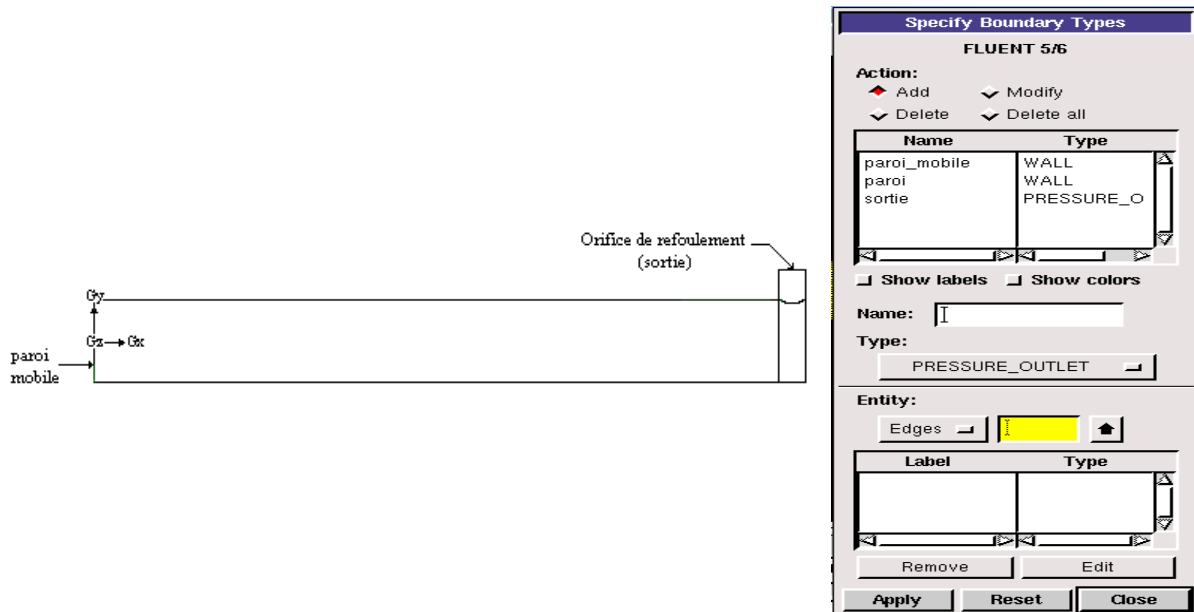 Orifice de refoulement
(sortie)
Gy
Gz
Gx
paroi
mobile
Specify Boundary Types
FLUENT 5/6
Action:
Add Modify
Delete Delete all
Name Type
paroi_mobile WALL
paroi WALL
sortie PRESSURE_O
Show labels Show colors
Name:
Type:
PRESSURE_OUTLET
Entity:
Edges
Label Type
Remove Edit
Apply Reset Close